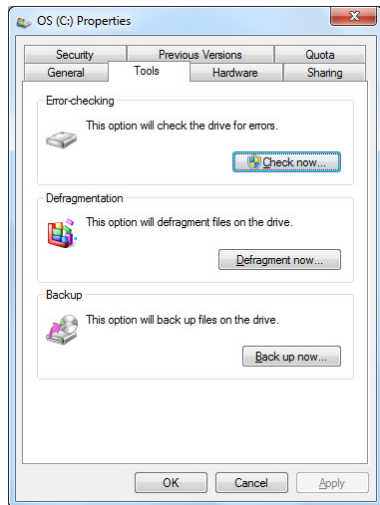 OS (C:) Properties
Security Previous Versions Quota
General Tools Hardware Sharing
Error-checking
This option will check the drive for errors.
Check now...
Defragmentation
This option will defragment files on the drive.
Defragment now...
Backup
This option will back up files on the drive.
Back up now...
OK Cancel Apply